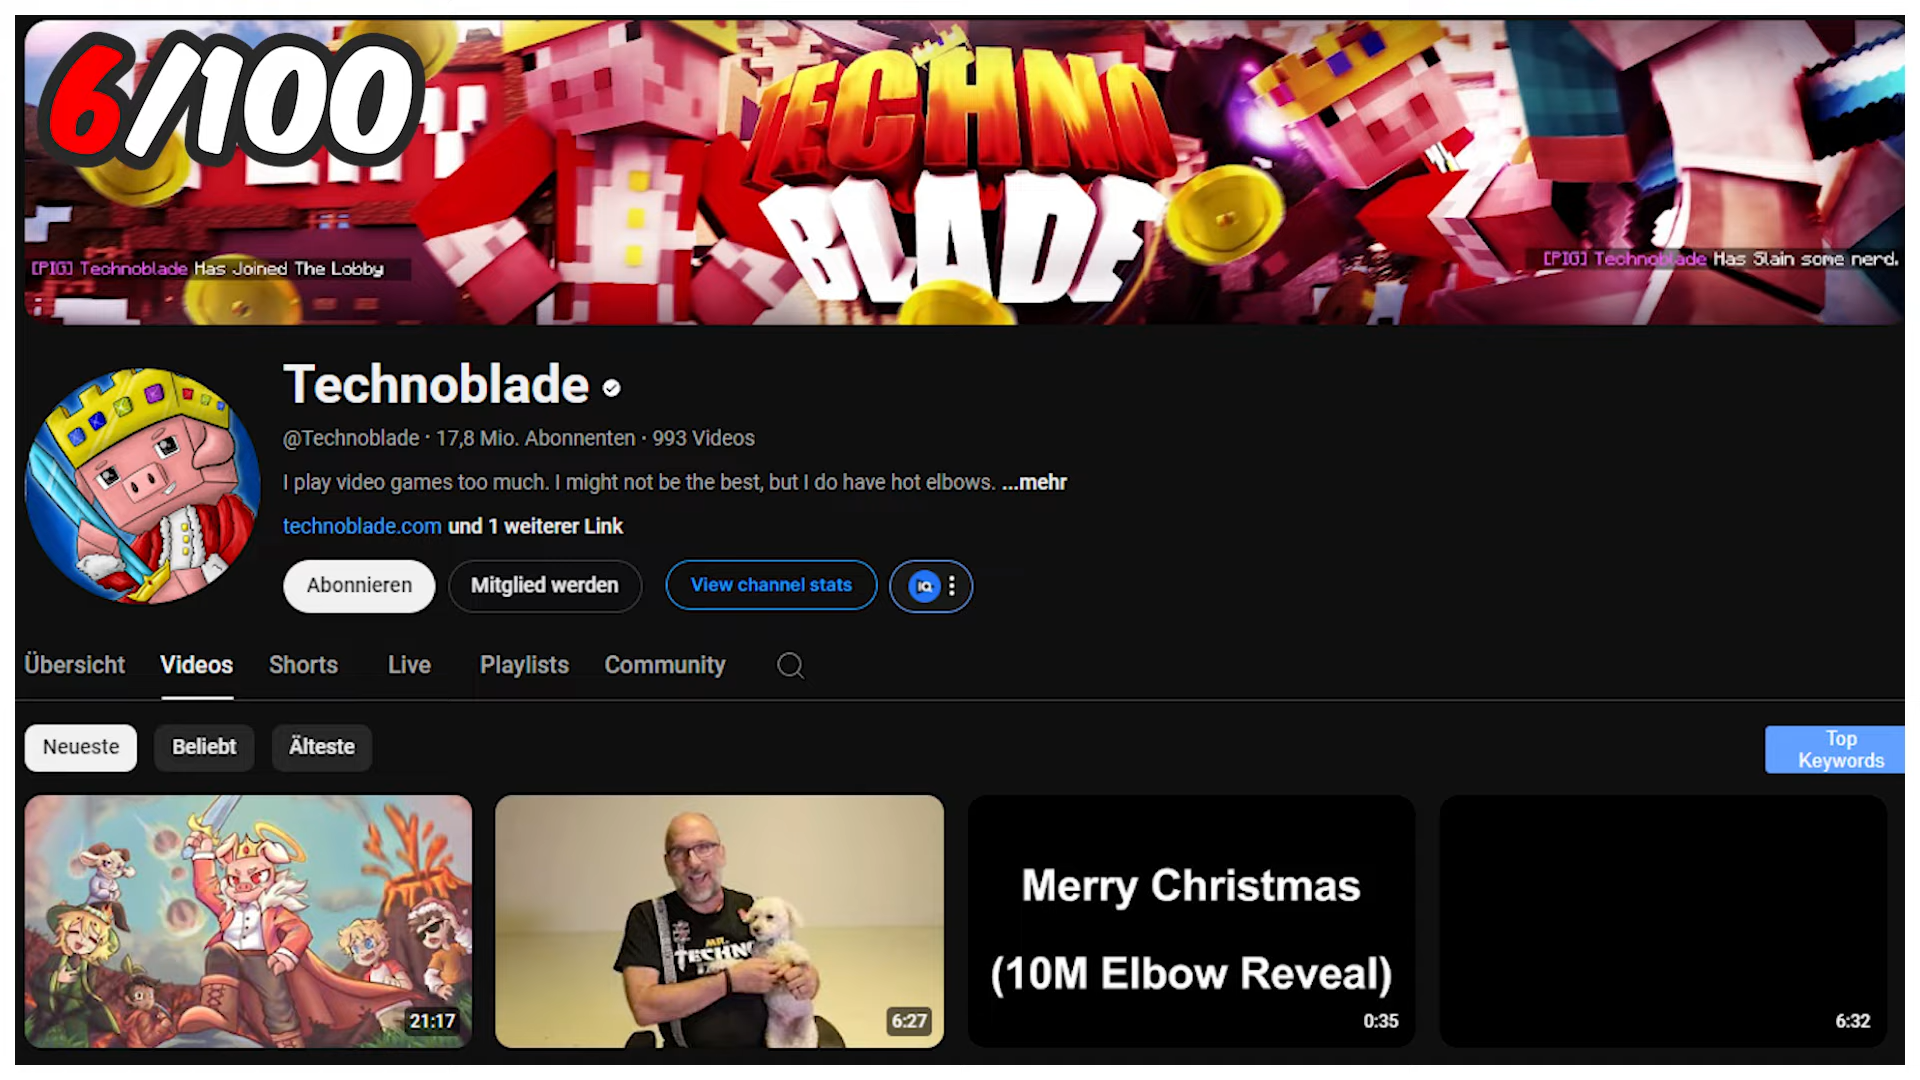 6/100
TECHNO
BLADE
[PIG] Technoblade Has Joined The Lobby
[PIG] Technoblade Has Slain some nerd.
Technoblade
@Technoblade · 17,8 Mio. Abonnenten · 993 Videos
I play video games too much. I might not be the best, but I do have hot elbows. ...mehr
technoblade.com und 1 weiterer Link
Abonnieren
Mitglied werden
View channel stats
IQ
Übersicht
Videos
Shorts
Live
Playlists
Community
Neueste
Beliebt
Älteste
Top
Keywords
21:17
MR.
TECHNO
6:27
Merry Christmas
(10M Elbow Reveal)
0:35
6:32